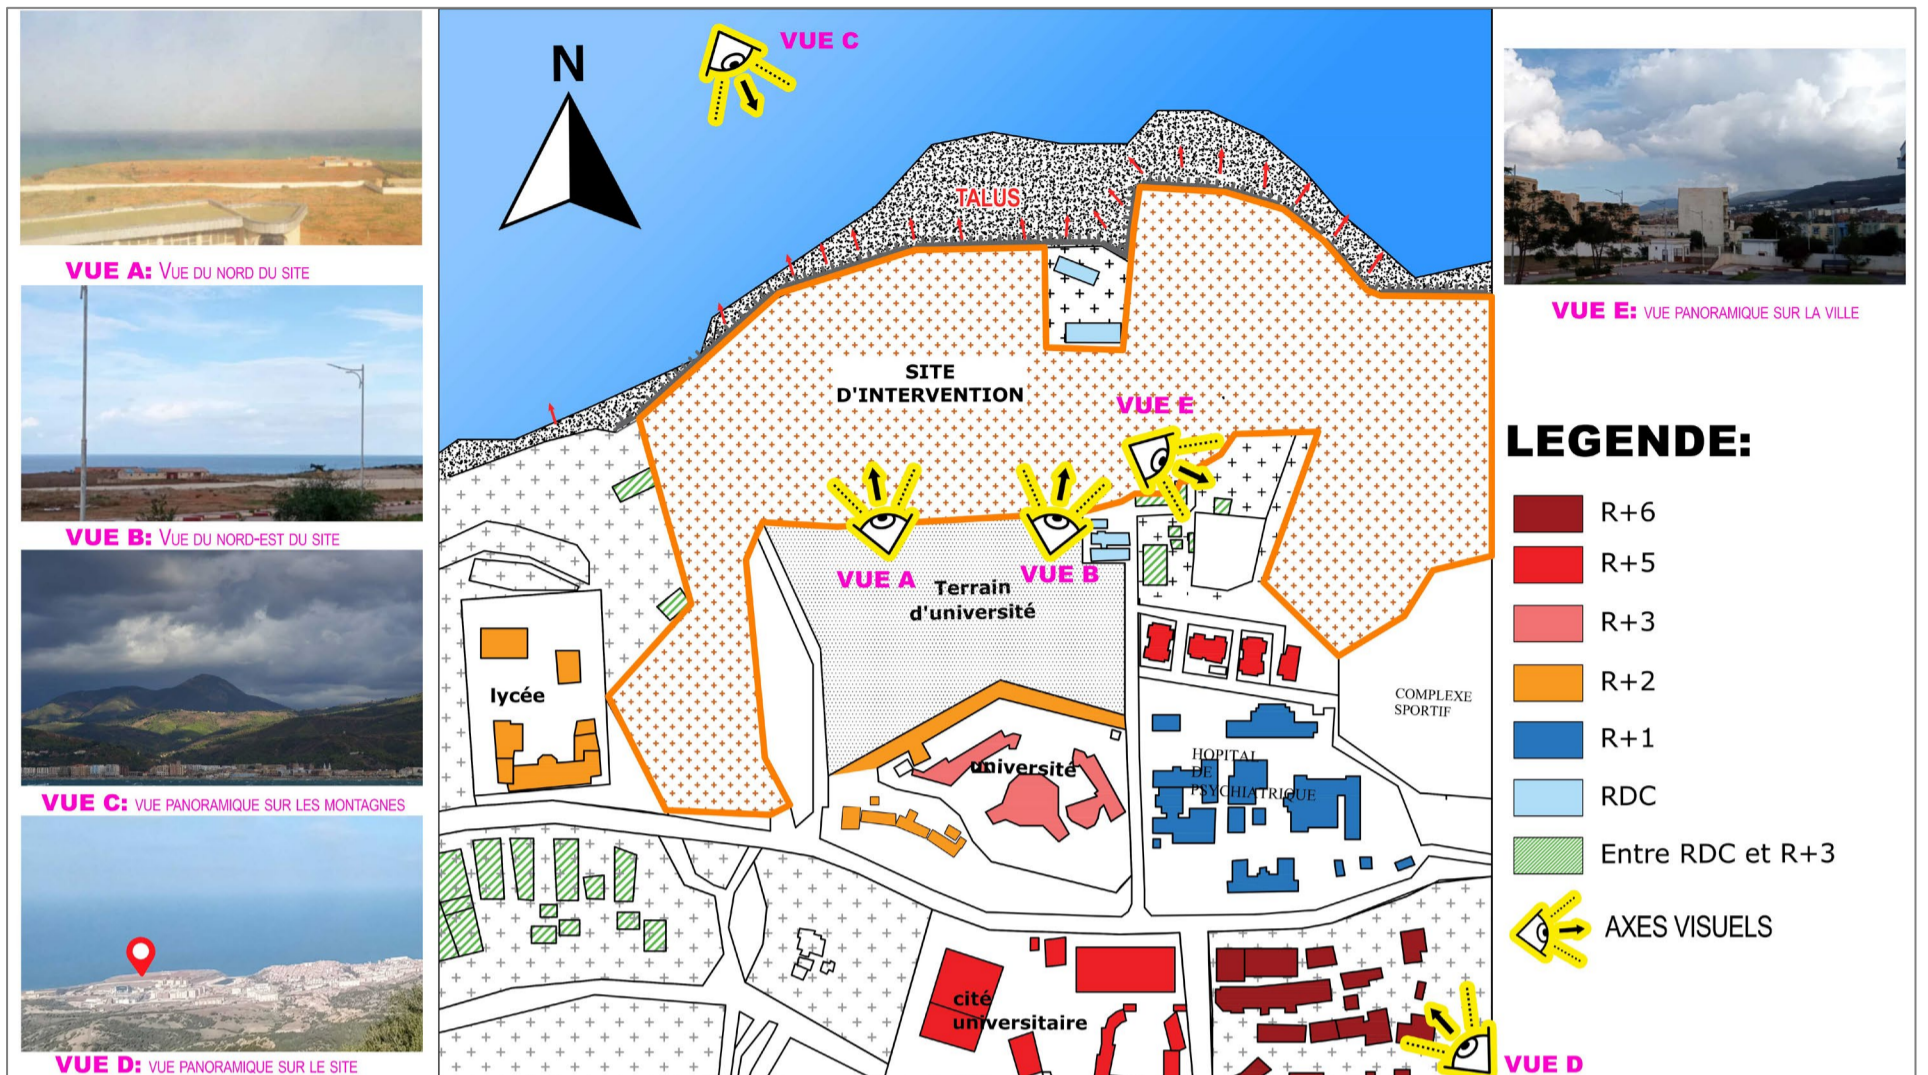 VUE A: VUE DU NORD DU SITE
VUE B: VUE DU NORD-EST DU SITE
VUE C: VUE PANORAMIQUE SUR LES MONTAGNES
VUE D: VUE PANORAMIQUE SUR LE SITE
N
VUE C
TALUS
SITE
D'INTERVENTION
VUE E
VUE A
VUE B
Terrain
d'université
lycée
université
COMPLEXE
SPORTIF
HOPITAL
DE
PSYCHIATRIQUE
cité
universitaire
VUE D
VUE E: VUE PANORAMIQUE SUR LA VILLE
LEGENDE:
R+6
R+5
R+3
R+2
R+1
RDC
Entre RDC et R+3
AXES VISUELS